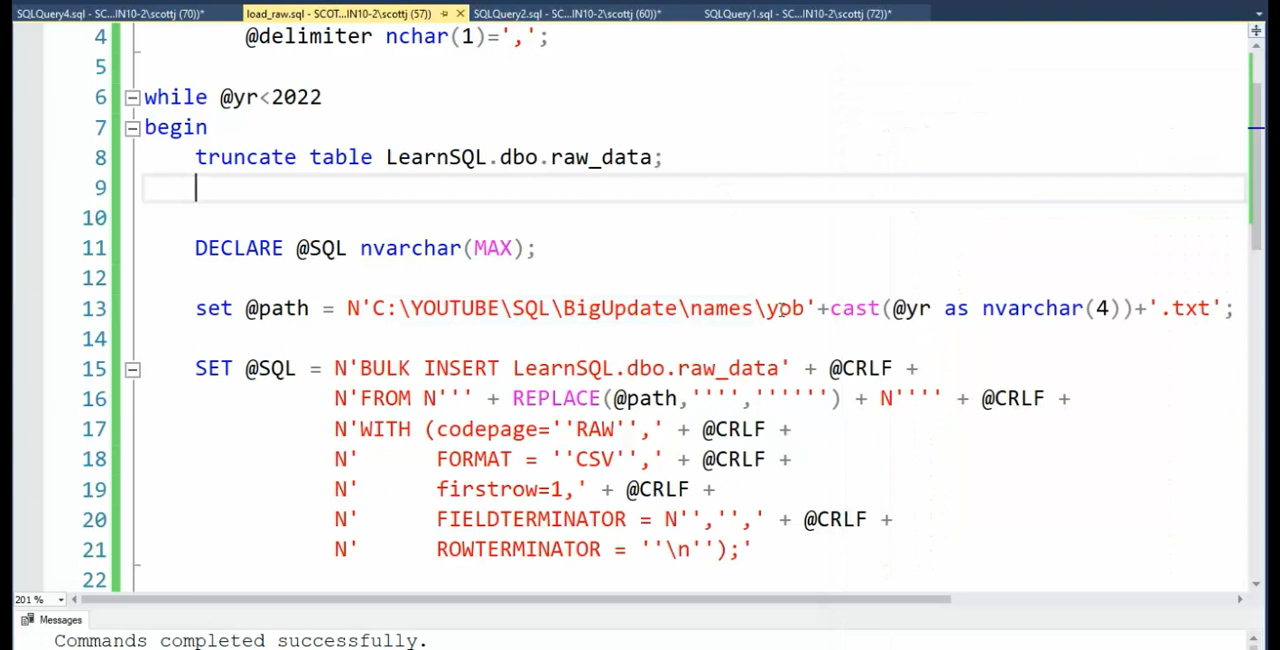 SQLQuery4.sql - SC...IN10-2\scottj (70))*
load_raw.sql - SCOT...IN10-2\scottj (57))
SQLQuery2.sql - SC...IN10-2\scottj (60))*
SQLQuery1.sql - SC...IN10-2\scottj (72))*
4 @delimiter nchar(1)=',';
5
6 while @yr<2022
7 begin
8 truncate table LearnSQL.dbo.raw_data;
9
10
11 DECLARE @SQL nvarchar(MAX);
12
13 set @path = N'C:\YOUTUBE\SQL\BigUpdate\names\yob'+cast(@yr as nvarchar(4))+'.txt';
14
15 SET @SQL = N'BULK INSERT LearnSQL.dbo.raw_data' + @CRLF +
16 N'FROM N''' + REPLACE(@path,'''','''''') + N'''' + @CRLF +
17 N'WITH (codepage=''RAW'',' + @CRLF +
18 N' FORMAT = ''CSV'',' + @CRLF +
19 N' firstrow=1,' + @CRLF +
20 N' FIELDTERMINATOR = N'','','  + @CRLF +
21 N' ROWTERMINATOR = ''\n'');'
22
201 %
Messages
Commands completed successfully.